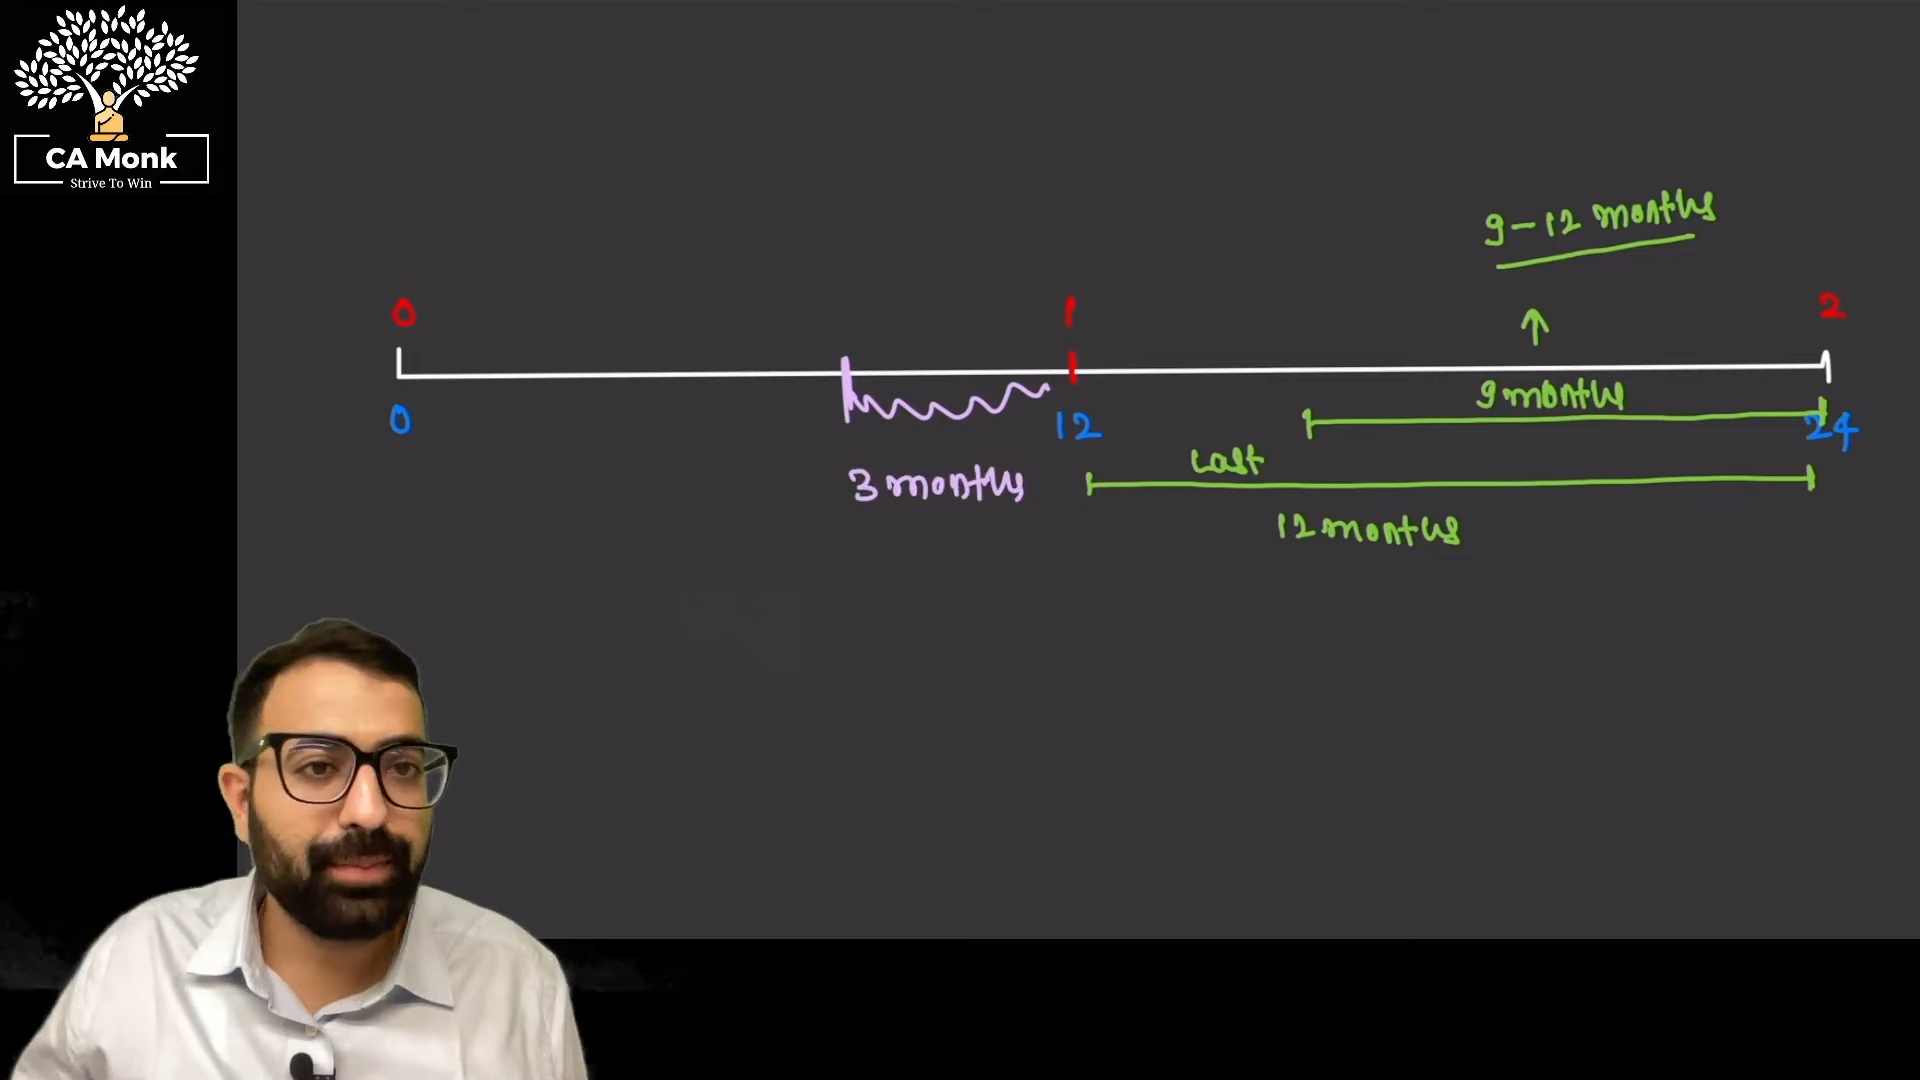 CA Monk
Strive To Win
9-12 months
0
1
2
9 months
0
12
24
Last
3 months
12 months